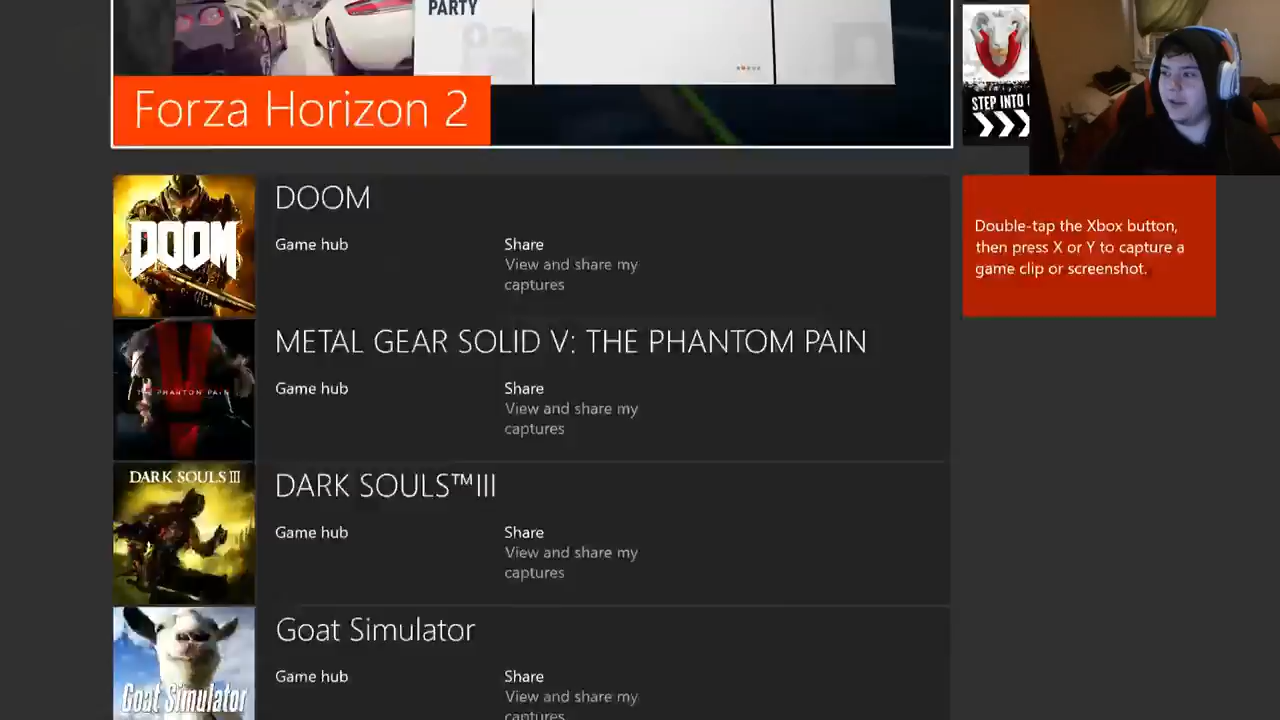 PARTY
Forza Horizon 2
STEP INTO
DOOM
DOOM
Game hub
Share
View and share my
captures
Double-tap the Xbox button,
then press X or Y to capture a
game clip or screenshot.
THE PHANTOM PAIN
METAL GEAR SOLID V: THE PHANTOM PAIN
Game hub
Share
View and share my
captures
DARK SOULS III
DARK SOULS™III
Game hub
Share
View and share my
captures
Goat Simulator
Goat Simulator
Game hub
Share
View and share my
captures